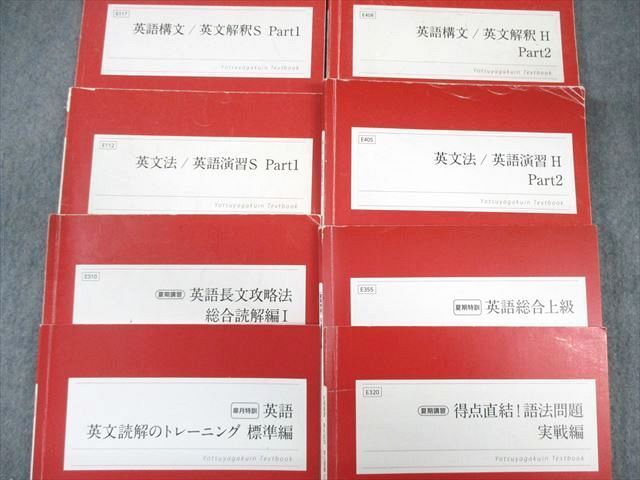 E117
英語構文 / 英文解釈S Part1
Yotsuyagakuin Textbook
E408
英語構文 / 英文解釈 H
Part2
Yotsuyagakuin Textbook
E112
英文法 / 英語演習S Part1
Yotsuyagakuin Textbook
E405
英文法 / 英語演習 H
Part2
Yotsuyagakuin Textbook
E310
夏期講習 英語長文攻略法
総合読解編 I
E355
夏期特訓 英語総合上級
皐月特訓 英語
英文読解のトレーニング 標準編
Yotsuyagakuin Textbook
E320
夏期講習 得点直結!語法問題
実戦編
Yotsuyagakuin Textbook